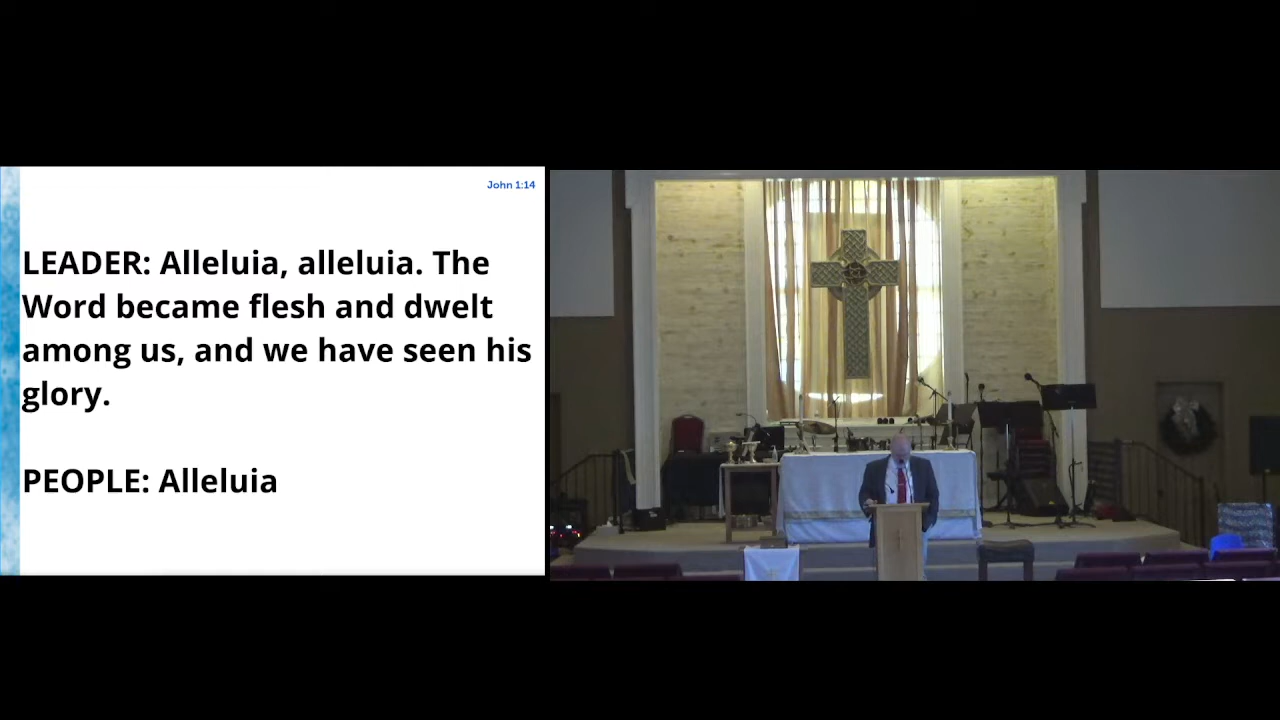 John 1:14
LEADER: Alleluia, alleluia. The
Word became flesh and dwelt
among us, and we have seen his
glory.
PEOPLE: Alleluia